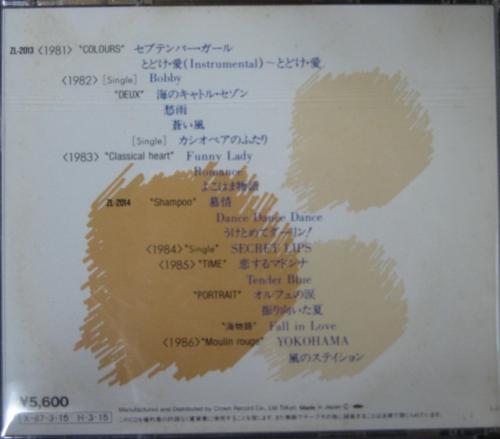 ZL-2013 〈1981〉 "COLOURS" セプテンバー・ガール
とどけ・愛(Instrumental)〜とどけ・愛
〈1982〉 [Single] Bobby
"DEUX" 海のキャトル・セゾン
愁雨
蒼い風
[Single] カシオペアのふたり
〈1983〉 "Classical heart" Funny Lady
Romance
よこはま物語
ZL-2014 "Shampoo" 慕情
Dance Dance Dance
うけとめてダーリン!
〈1984〉 "Single" SECRET LIPS
〈1985〉 "TIME" 恋するマドンナ
Tender Blue
"PORTRAIT" オルフェの涙
振り向いた夏
"海物語" Fall in Love
〈1986〉 "Moulin rouge" YOKOHAMA
風のステイション
¥5,600
Manufactured and Distributed by Crown Record Co., Ltd Tokyo. Made in Japan
X-87-3-15 H-3-15